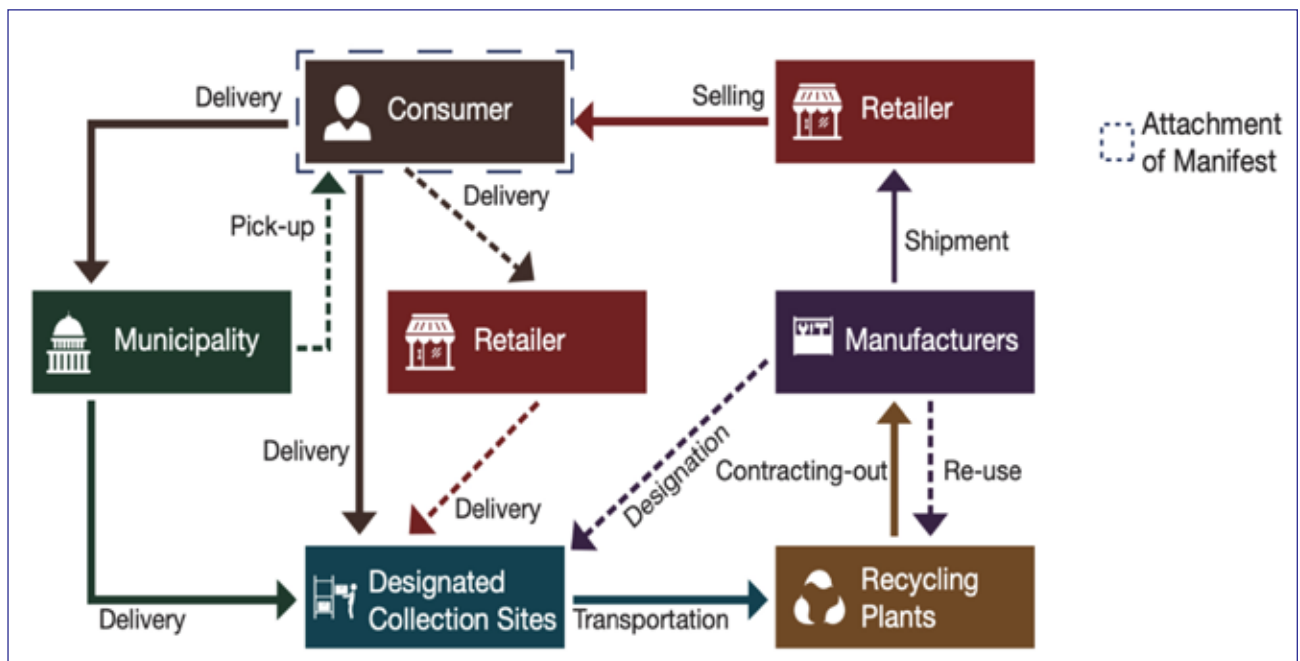 Delivery
Consumer
Selling
Retailer
Attachment
of Manifest
Pick-up
Delivery
Shipment
Municipality
Retailer
Manufacturers
Delivery
Delivery
Designation
Contracting-out
Re-use
Delivery
Designated
Collection Sites
Transportation
Recycling
Plants